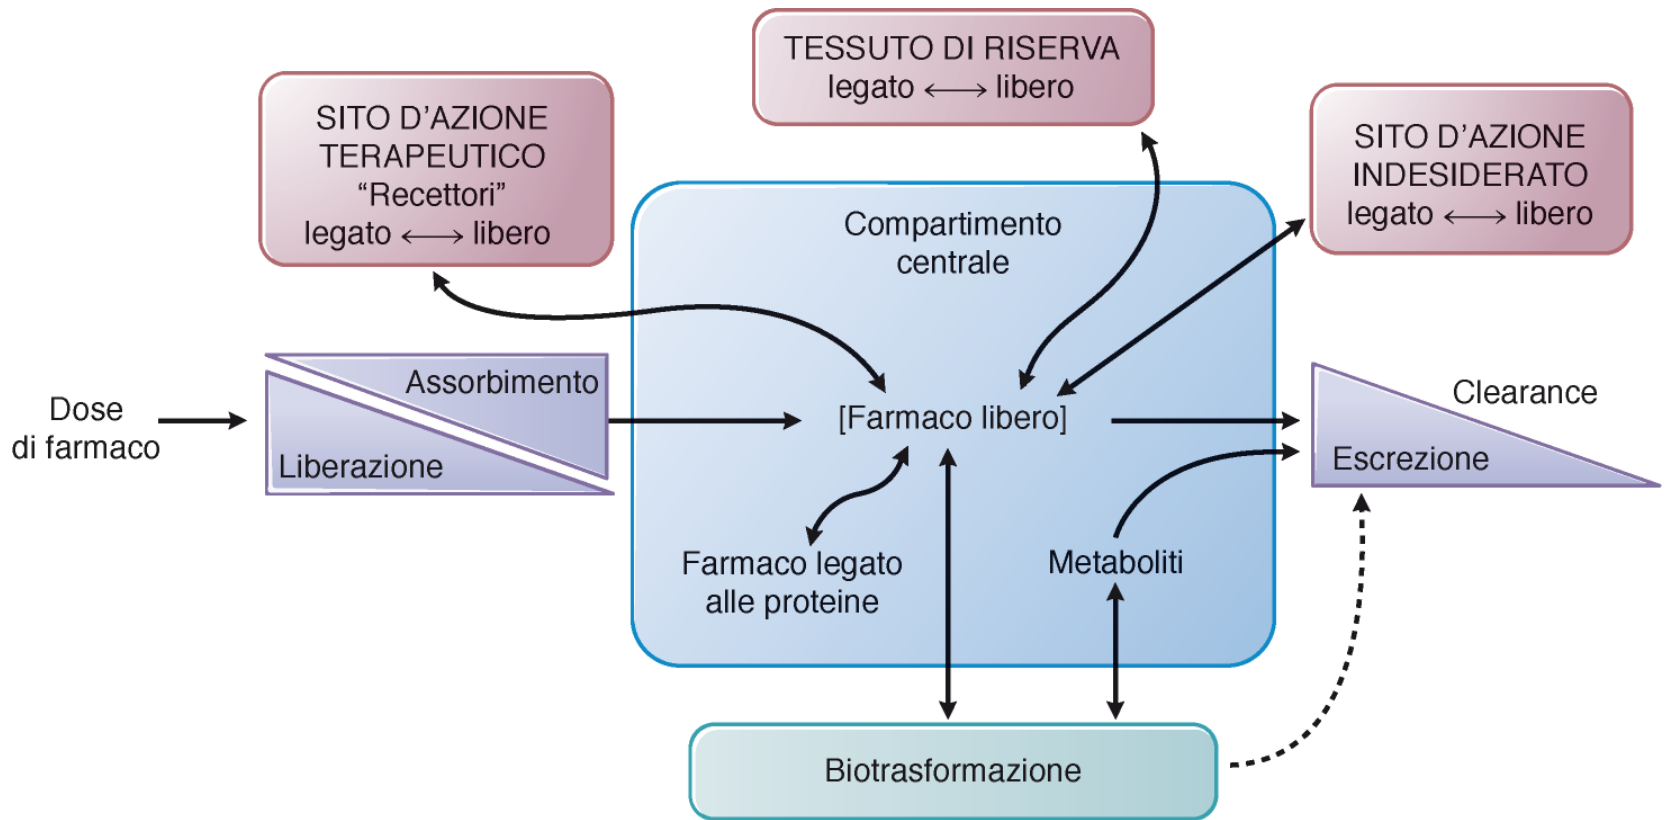 TESSUTO DI RISERVA
legato ⟷ libero
SITO D’AZIONE
TERAPEUTICO
“Recettori”
legato ⟷ libero
SITO D’AZIONE
INDESIDERATO
legato ⟷ libero
Compartimento
centrale
Dose
di farmaco
Assorbimento
Liberazione
[Farmaco libero]
Clearance
Escrezione
Farmaco legato
alle proteine
Metaboliti
Biotrasformazione